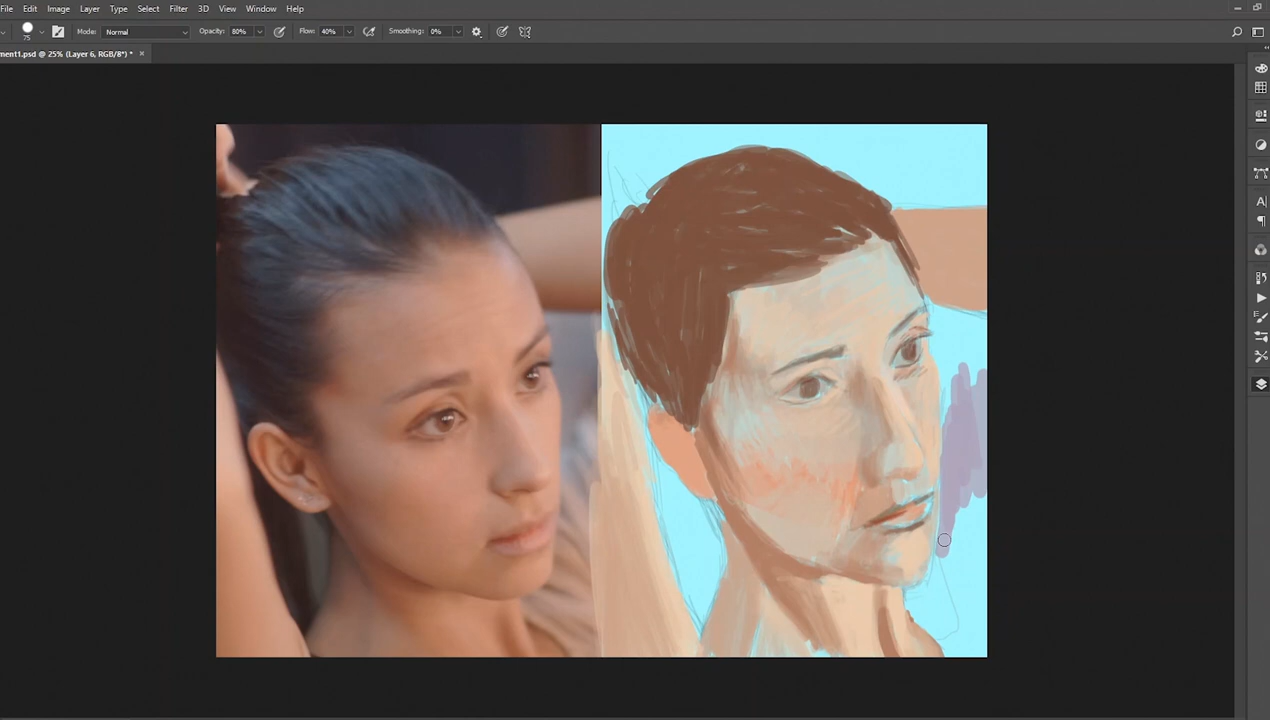 File Edit Image Layer Type Select Filter 3D View Window Help
75 Mode: Normal Opacity: 80% Flow: 40% Smoothing: 0%
ment1.psd @ 25% (Layer 6, RGB/8*) *